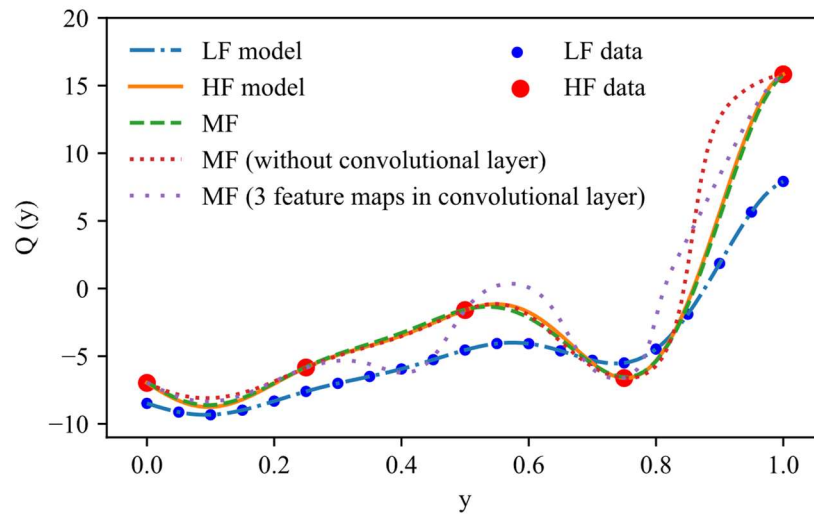 20
15
10
5
0
−5
−10
Q (y)
LF model
HF model
MF
MF (without convolutional layer)
MF (3 feature maps in convolutional layer)
LF data
HF data
0.0 0.2 0.4 0.6 0.8 1.0
y